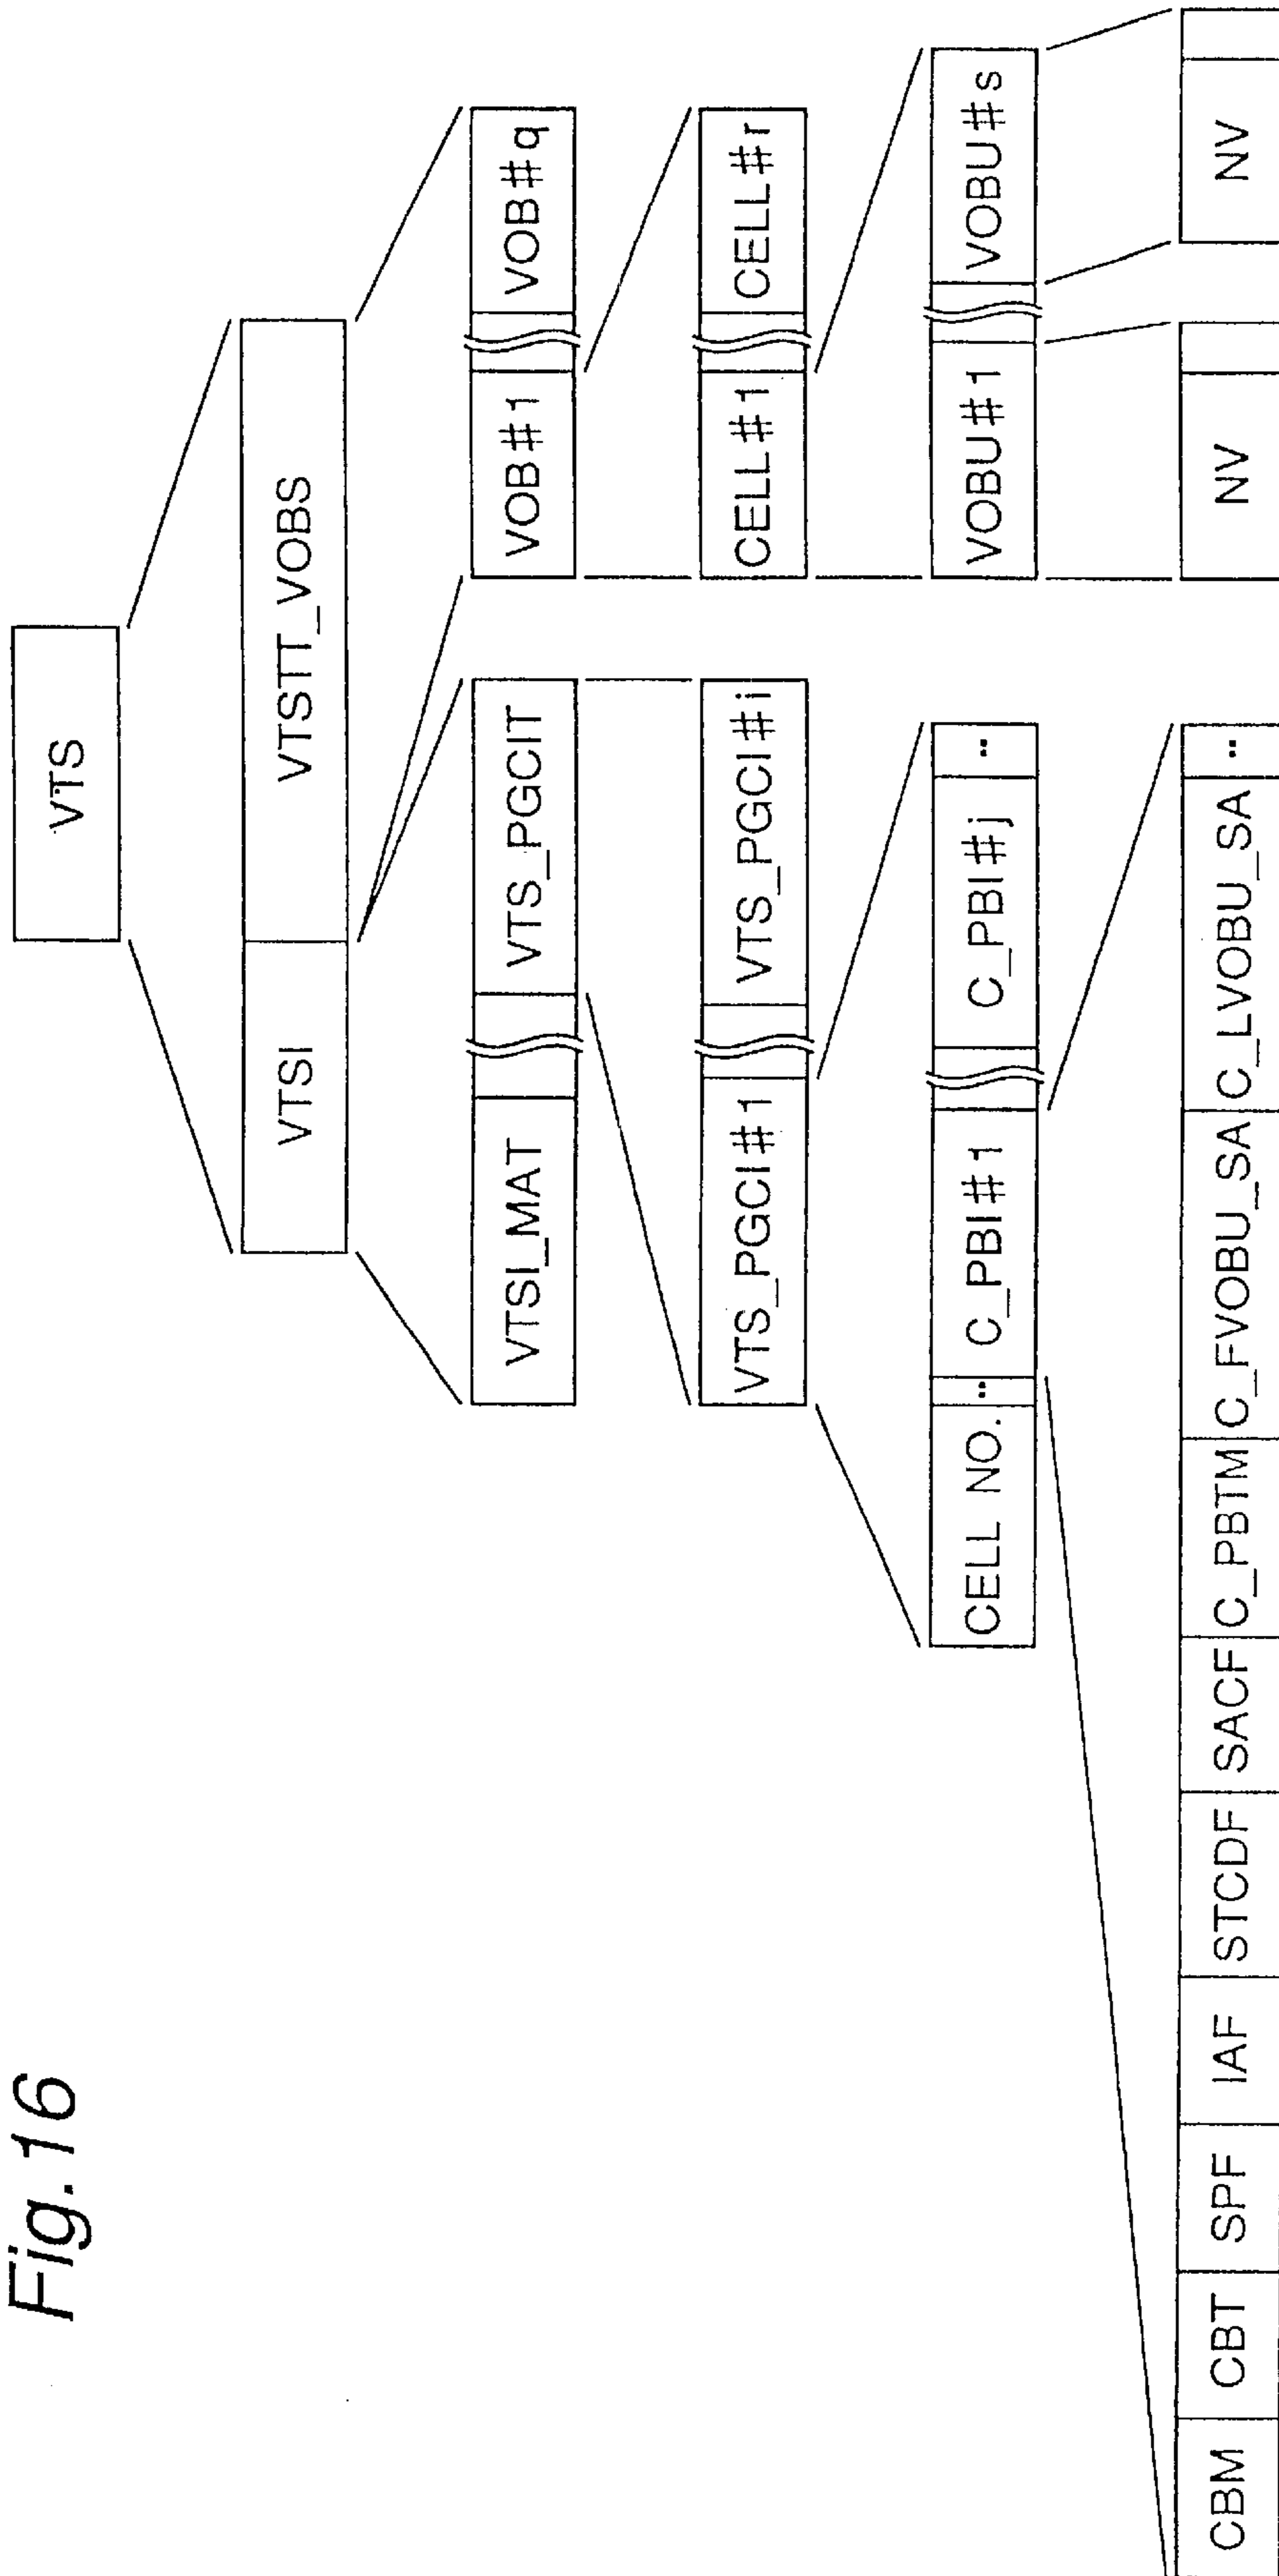 Fig.16
VTS
VTSI VTSTT_VOBS
VTSI_MAT VTS_PGCIT VOB#1 VOB#q
VTS_PGCI#1 VTS_PGCI#i CELL#1 CELL#r
CELL NO. .. C_PBI#1 C_PBI#j .. VOBU#1 VOBU#s
CBM CBT SPF IAF STCDF SACF C_PBTM C_FVOBU_SA C_LVOBU_SA .. NV NV